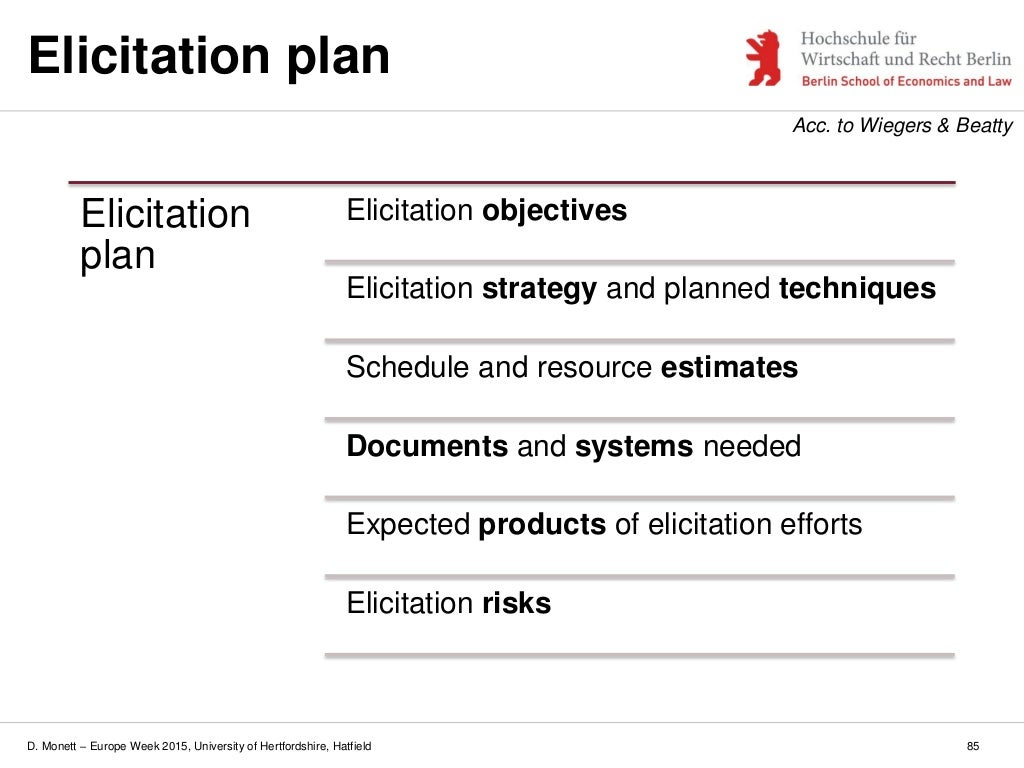 Elicitation plan
Hochschule für
Wirtschaft und Recht Berlin
Berlin School of Economics and Law
Acc. to Wiegers & Beatty
Elicitation
plan
Elicitation objectives
Elicitation strategy and planned techniques
Schedule and resource estimates
Documents and systems needed
Expected products of elicitation efforts
Elicitation risks
D. Monett – Europe Week 2015, University of Hertfordshire, Hatfield
85